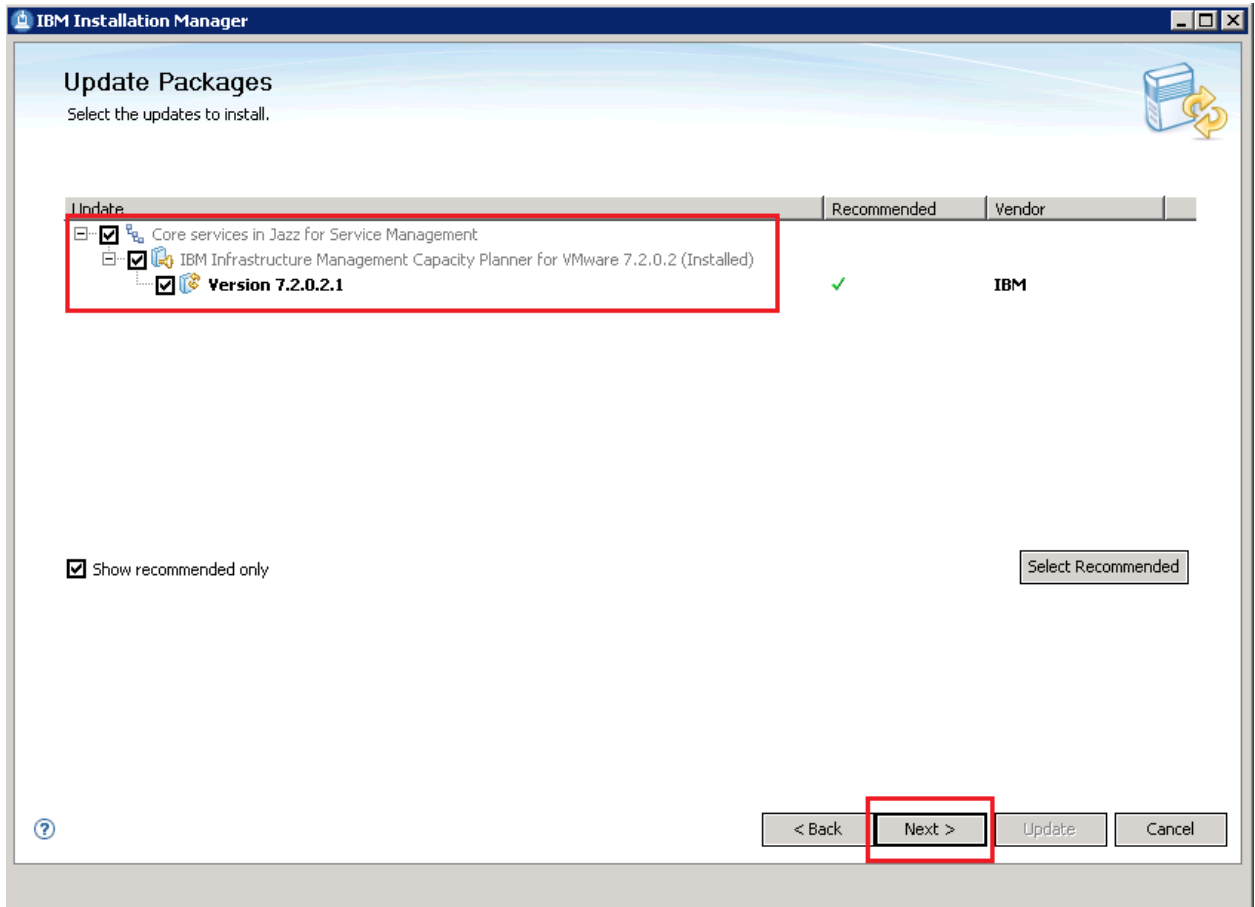 IBM Installation Manager
Update Packages
Select the updates to install.
Update Recommended Vendor
Core services in Jazz for Service Management
IBM Infrastructure Management Capacity Planner for VMware 7.2.0.2 (Installed)
Version 7.2.0.2.1 IBM
Show recommended only Select Recommended
? < Back Next > Update Cancel